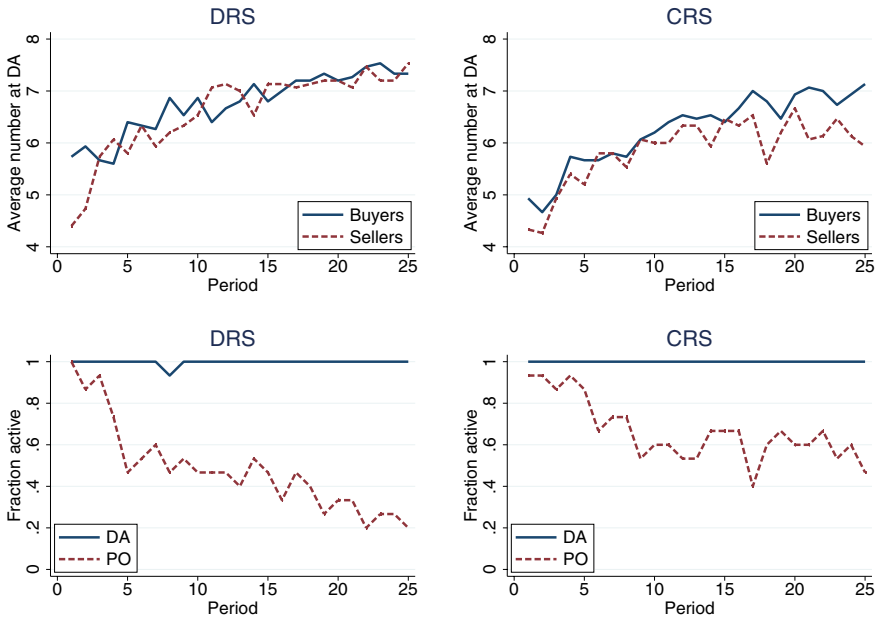 DRS
Average number at DA
8
7
6
5
4
Buyers
Sellers
0 5 10 15 20 25
Period
CRS
Average number at DA
8
7
6
5
4
Buyers
Sellers
0 5 10 15 20 25
Period
DRS
Fraction active
1
.8
.6
.4
.2
0
DA
PO
0 5 10 15 20 25
Period
CRS
Fraction active
1
.8
.6
.4
.2
0
DA
PO
0 5 10 15 20 25
Period